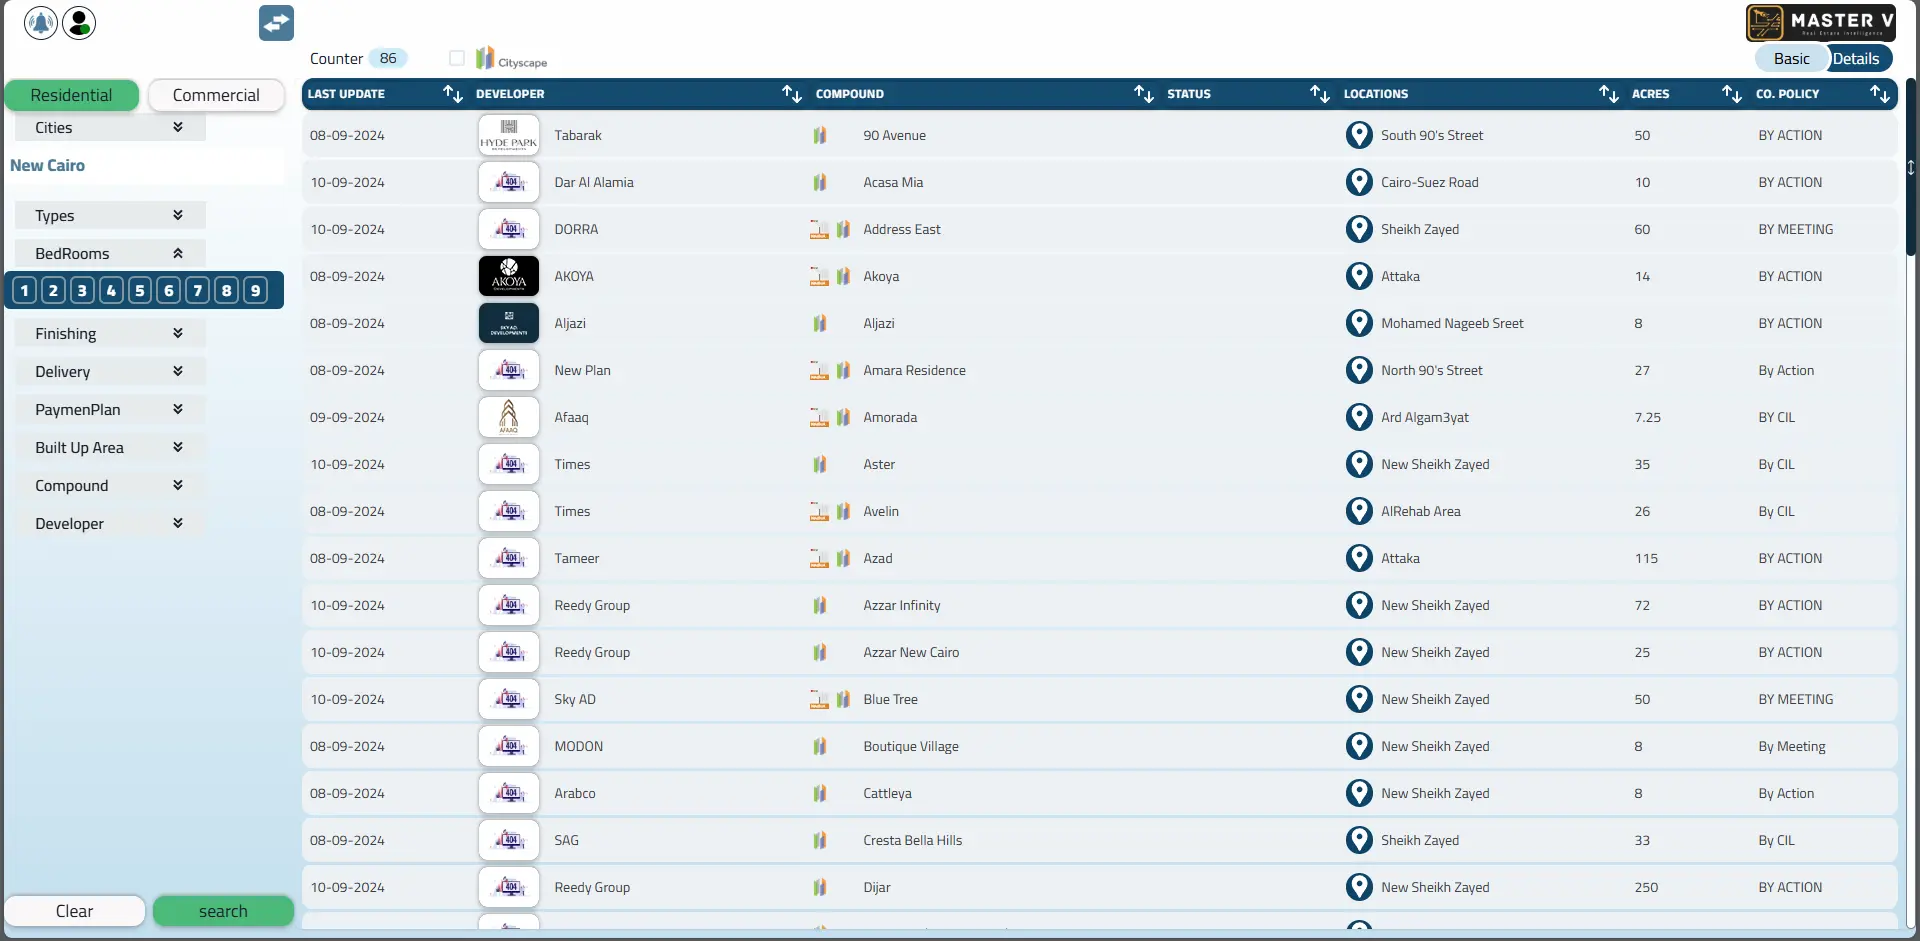 MASTER V
Real Estate Intelligence
Counter 86
Cityscape
Basic Details
Residential Commercial
Cities
New Cairo
Types
BedRooms
1 2 3 4 5 6 7 8 9
Finishing
Delivery
PaymenPlan
Built Up Area
Compound
Developer
Clear search
LAST UPDATE DEVELOPER COMPOUND STATUS LOCATIONS ACRES CO. POLICY
08-09-2024 HYDE PARK DEVELOPMENTS Tabarak 90 Avenue South 90's Street 50 BY ACTION
10-09-2024 404 Dar Al Alamia Acasa Mia Cairo-Suez Road 10 BY ACTION
10-09-2024 404 DORRA Address East Sheikh Zayed 60 BY MEETING
08-09-2024 AKOYA DEVELOPMENTS AKOYA Akoya Attaka 14 BY ACTION
08-09-2024 SKY AD. DEVELOPMENTS Aljazi Aljazi Mohamed Nageeb Sreet 8 BY ACTION
08-09-2024 404 New Plan Amara Residence North 90's Street 27 By Action
09-09-2024 AFAAQ Afaaq Amorada Ard Algam3yat 7.25 BY CIL
10-09-2024 404 Times Aster New Sheikh Zayed 35 By CIL
08-09-2024 404 Times Avelin AlRehab Area 26 By CIL
08-09-2024 404 Tameer Azad Attaka 115 BY ACTION
10-09-2024 404 Reedy Group Azzar Infinity New Sheikh Zayed 72 BY ACTION
10-09-2024 404 Reedy Group Azzar New Cairo New Sheikh Zayed 25 BY ACTION
10-09-2024 404 Sky AD Blue Tree New Sheikh Zayed 50 BY MEETING
08-09-2024 404 MODON Boutique Village New Sheikh Zayed 8 By Meeting
08-09-2024 404 Arabco Cattleya New Sheikh Zayed 8 By Action
08-09-2024 404 SAG Cresta Bella Hills Sheikh Zayed 33 By CIL
10-09-2024 404 Reedy Group Dijar New Sheikh Zayed 250 BY ACTION